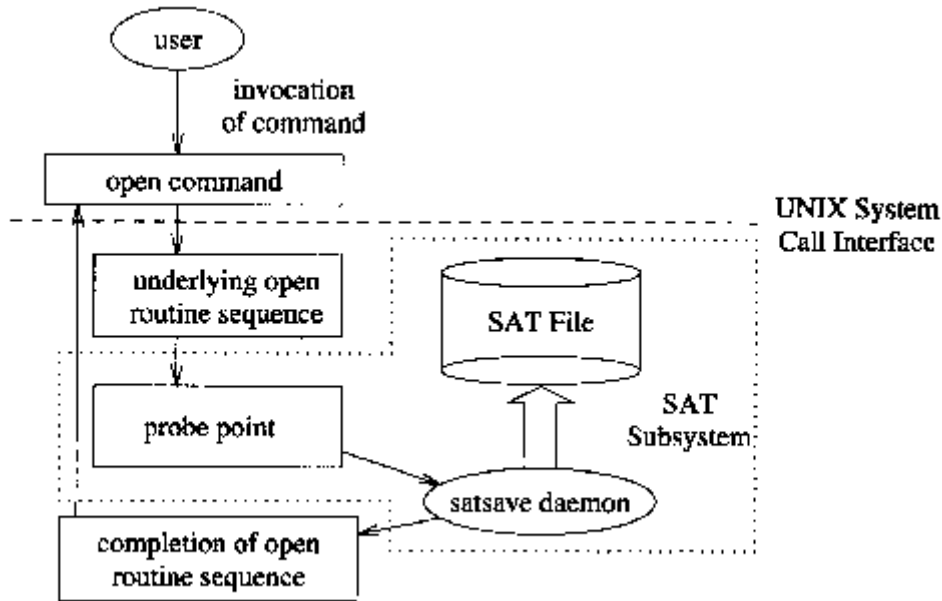 user
invocation
of command
open command
UNIX System
Call Interface
underlying open
routine sequence
SAT File
probe point
SAT
Subsystem
satsave daemon
completion of open
routine sequence